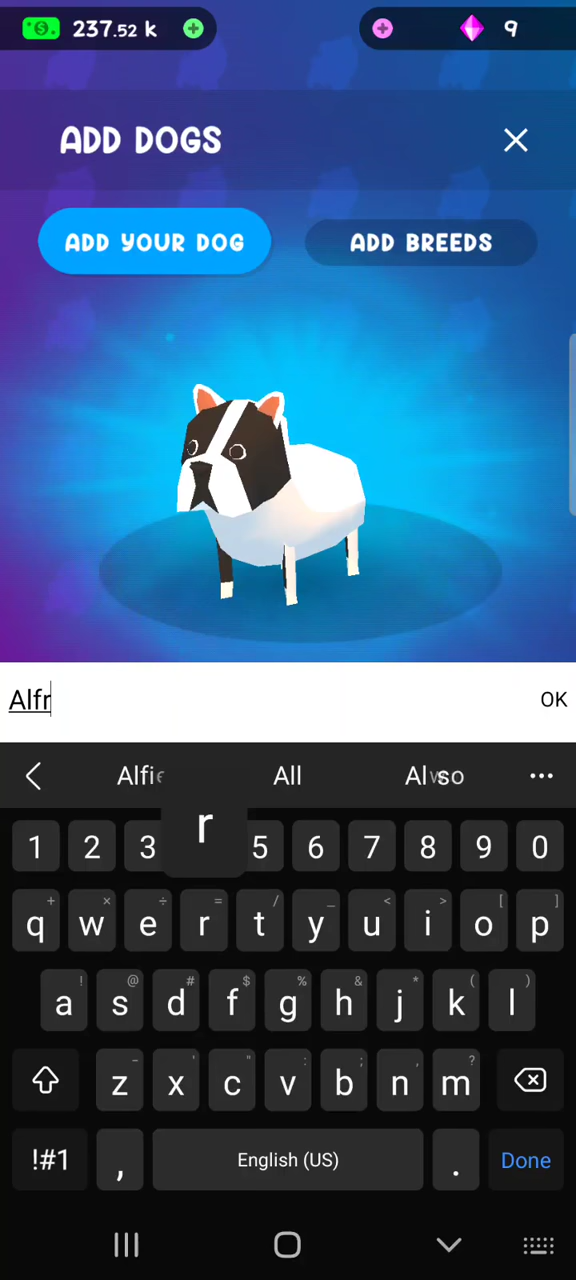 237.52 k
9
ADD DOGS
ADD YOUR DOG
ADD BREEDS
Alfr
OK
Alfie All Also
r
1 2 3 5 6 7 8 9 0
q w e r t y u i o p
a s d f g h j k l
z x c v b n m
!#1 , English (US) . Done